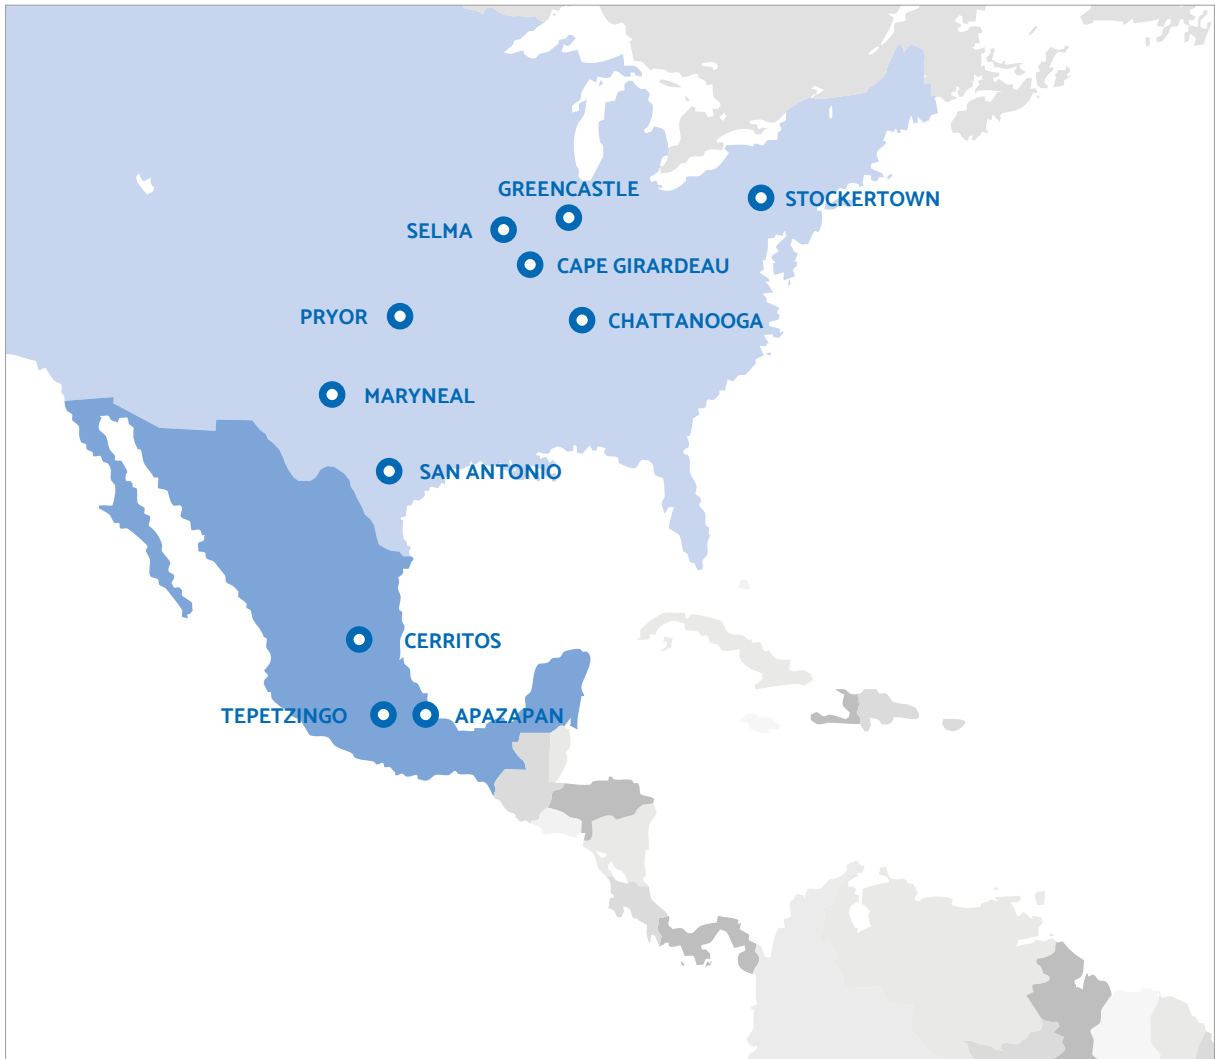 GREENCASTLE
STOCKERTOWN
SELMA
CAPE GIRARDEAU
PRYOR
CHATTANOOGA
MARYNEAL
SAN ANTONIO
CERRITOS
TEPETZINGO
APAZAPAN